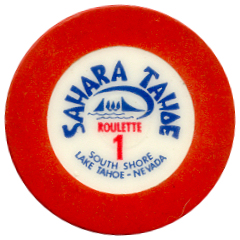 SAHARA TAHOE
ROULETTE
1
SOUTH SHORE
LAKE TAHOE - NEVADA